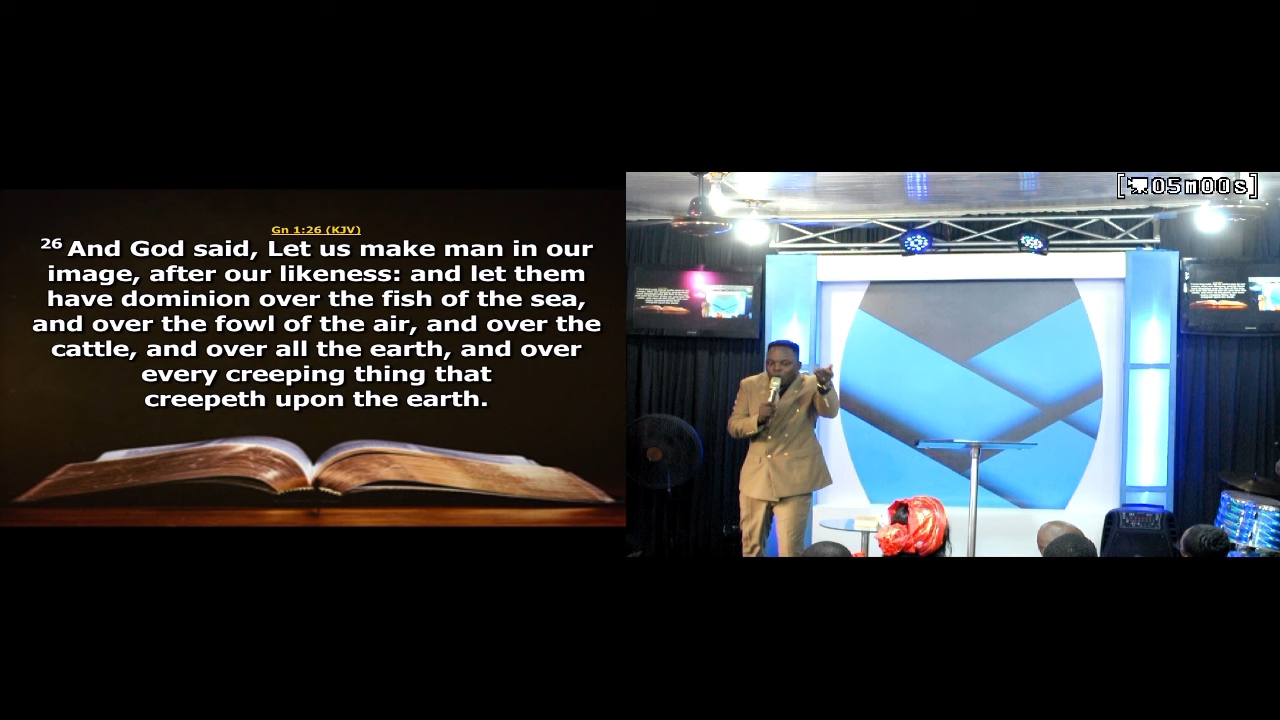 Gn 1:26 (KJV)
26 And God said, Let us make man in our
image, after our likeness: and let them
have dominion over the fish of the sea,
and over the fowl of the air, and over the
cattle, and over all the earth, and over
every creeping thing that
creepeth upon the earth.
[05m00s]